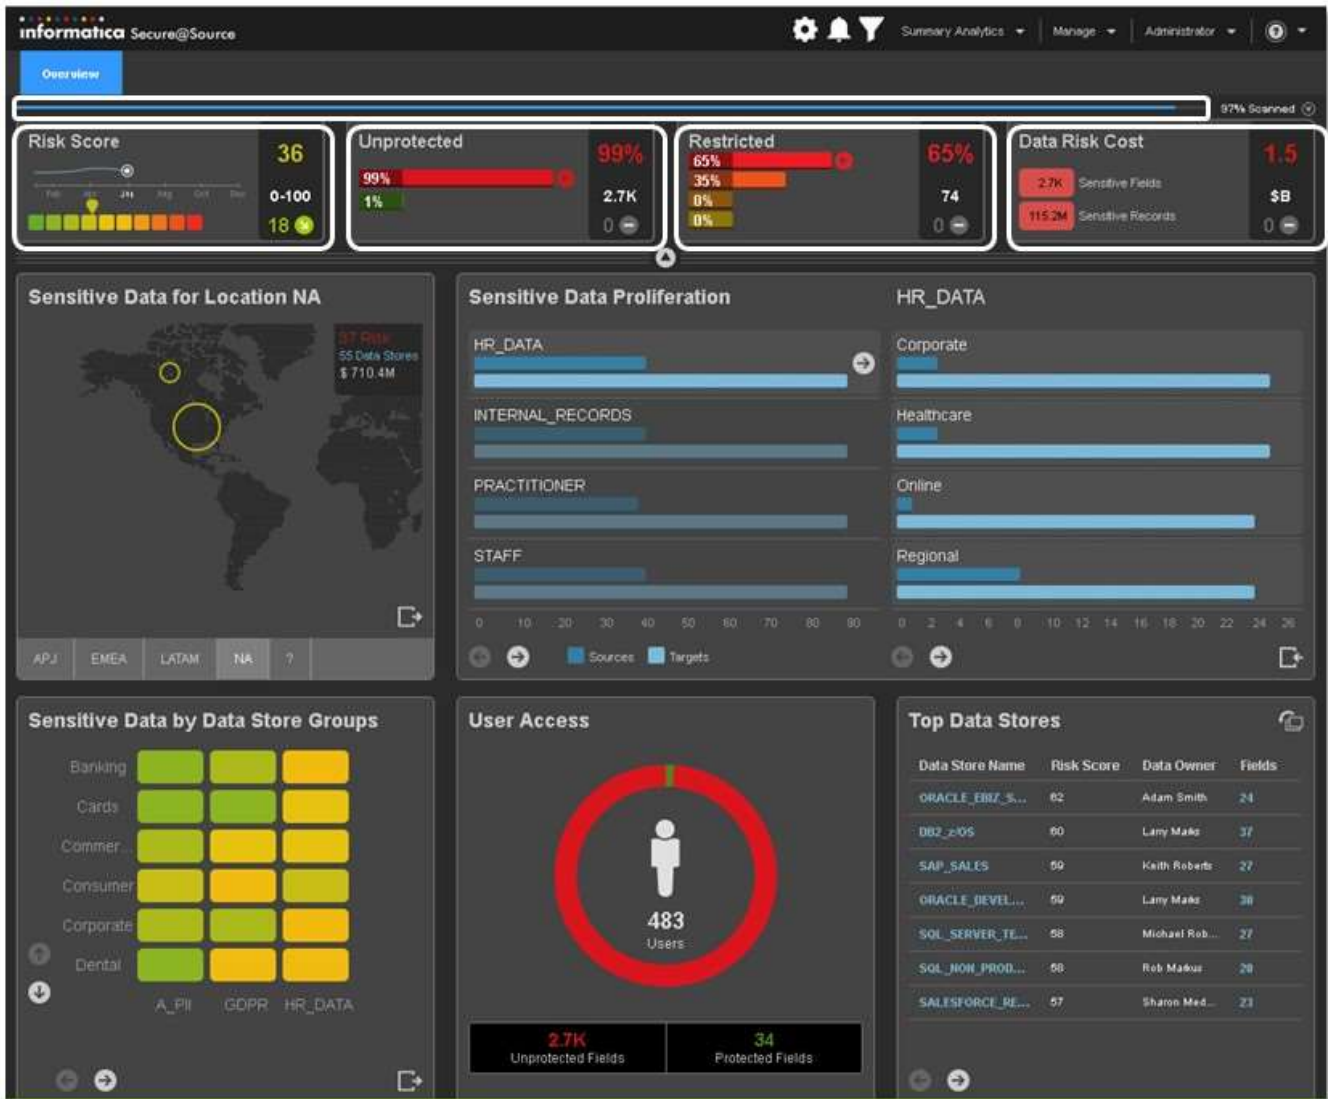 informatica Secure@Source
Summary Analytics
Manage
Administrator
?
Overview
97% Scanned
Risk Score
36
0-100
18
Unprotected
99%
1%
99%
2.7K
0
Restricted
65%
35%
0%
0%
65%
74
0
Data Risk Cost
2.7K Sensitive Fields
115.2M Sensitive Records
1.5
$B
0
Sensitive Data for Location NA
37 Risk
55 Data Stores
$ 710.4M
APJ EMEA LATAM NA ?
Sensitive Data Proliferation
HR_DATA
INTERNAL_RECORDS
PRACTITIONER
STAFF
0 10 20 30 40 50 60 70 80 90
Sources Targets
HR_DATA
Corporate
Healthcare
Online
Regional
0 2 4 6 8 10 12 14 16 18 20 22 24 26
Sensitive Data by Data Store Groups
Banking
Cards
Commer...
Consumer
Corporate
Dental
A_PII GDPR HR_DATA
User Access
483
Users
2.7K
Unprotected Fields
34
Protected Fields
Top Data Stores
Data Store Name Risk Score Data Owner Fields
ORACLE_EBIZ_S... 62 Adam Smith 24
DB2_z/OS 60 Larry Marks 37
SAP_SALES 59 Keith Roberts 27
ORACLE_DEVEL... 59 Larry Marks
SQL_SERVER_TE... 58 Michael Rob... 27
SQL_NON_PROD... 58 Rob Markus
SALESFORCE_RE... 57 Sharon Med... 23